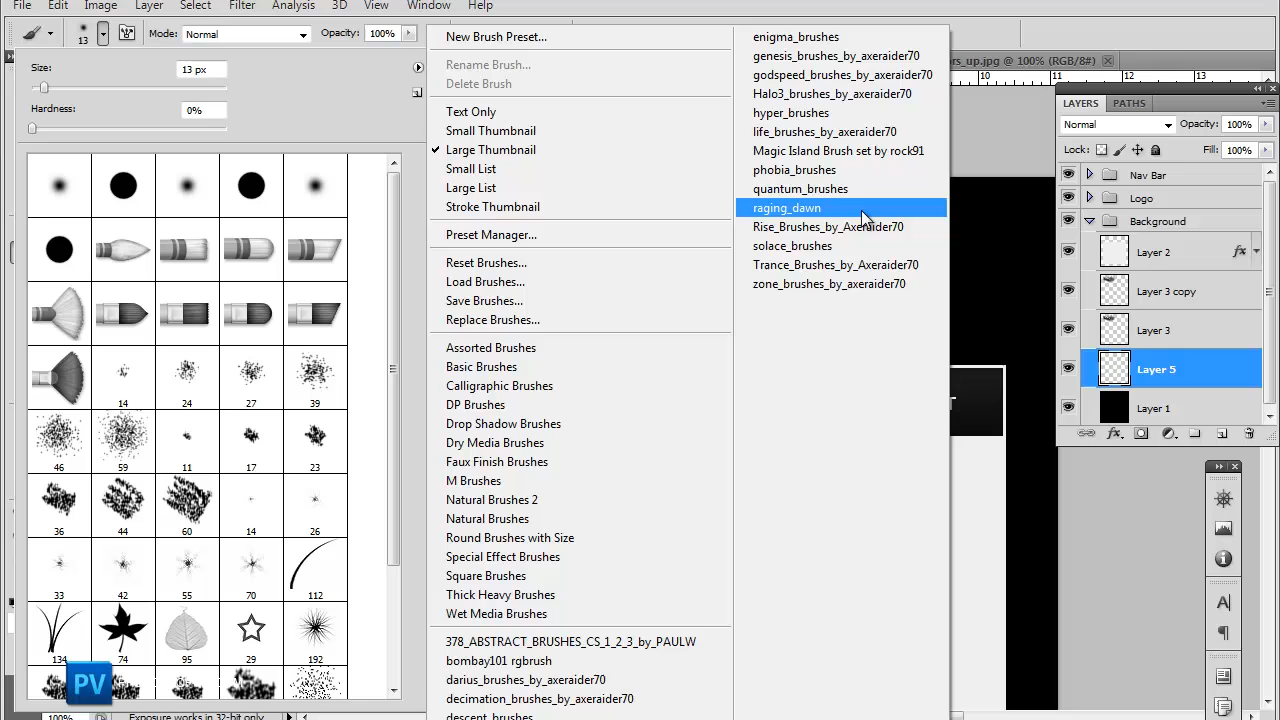 File Edit Image Layer Select Filter Analysis 3D View Window Help
13 Mode: Normal Opacity: 100%
Size: 13 px
Hardness: 0%
14 24 27 39
46 59 11 17 23
36 44 60 14 26
33 42 55 70 112
134 74 95 29 192
PV
100% Exposure works in 32-bit only
New Brush Preset...
Rename Brush...
Delete Brush
Text Only
Small Thumbnail
Large Thumbnail
Small List
Large List
Stroke Thumbnail
Preset Manager...
Reset Brushes...
Load Brushes...
Save Brushes...
Replace Brushes...
Assorted Brushes
Basic Brushes
Calligraphic Brushes
DP Brushes
Drop Shadow Brushes
Dry Media Brushes
Faux Finish Brushes
M Brushes
Natural Brushes 2
Natural Brushes
Round Brushes with Size
Special Effect Brushes
Square Brushes
Thick Heavy Brushes
Wet Media Brushes
378_ABSTRACT_BRUSHES_CS_1_2_3_by_PAULW
bombay101 rgbrush
darius_brushes_by_axeraider70
decimation_brushes_by_axeraider70
descent_brushes
enigma_brushes
genesis_brushes_by_axeraider70
godspeed_brushes_by_axeraider70
Halo3_brushes_by_axeraider70
hyper_brushes
life_brushes_by_axeraider70
Magic Island Brush set by rock91
phobia_brushes
quantum_brushes
raging_dawn
Rise_Brushes_by_Axeraider70
solace_brushes
Trance_Brushes_by_Axeraider70
zone_brushes_by_axeraider70
rs_up.jpg @ 100% (RGB/8#)
10 11 12 13
LAYERS PATHS
Normal Opacity: 100%
Lock: Fill: 100%
Nav Bar
Logo
Background
Layer 2 fx
Layer 3 copy
Layer 3
Layer 5
Layer 1
fx